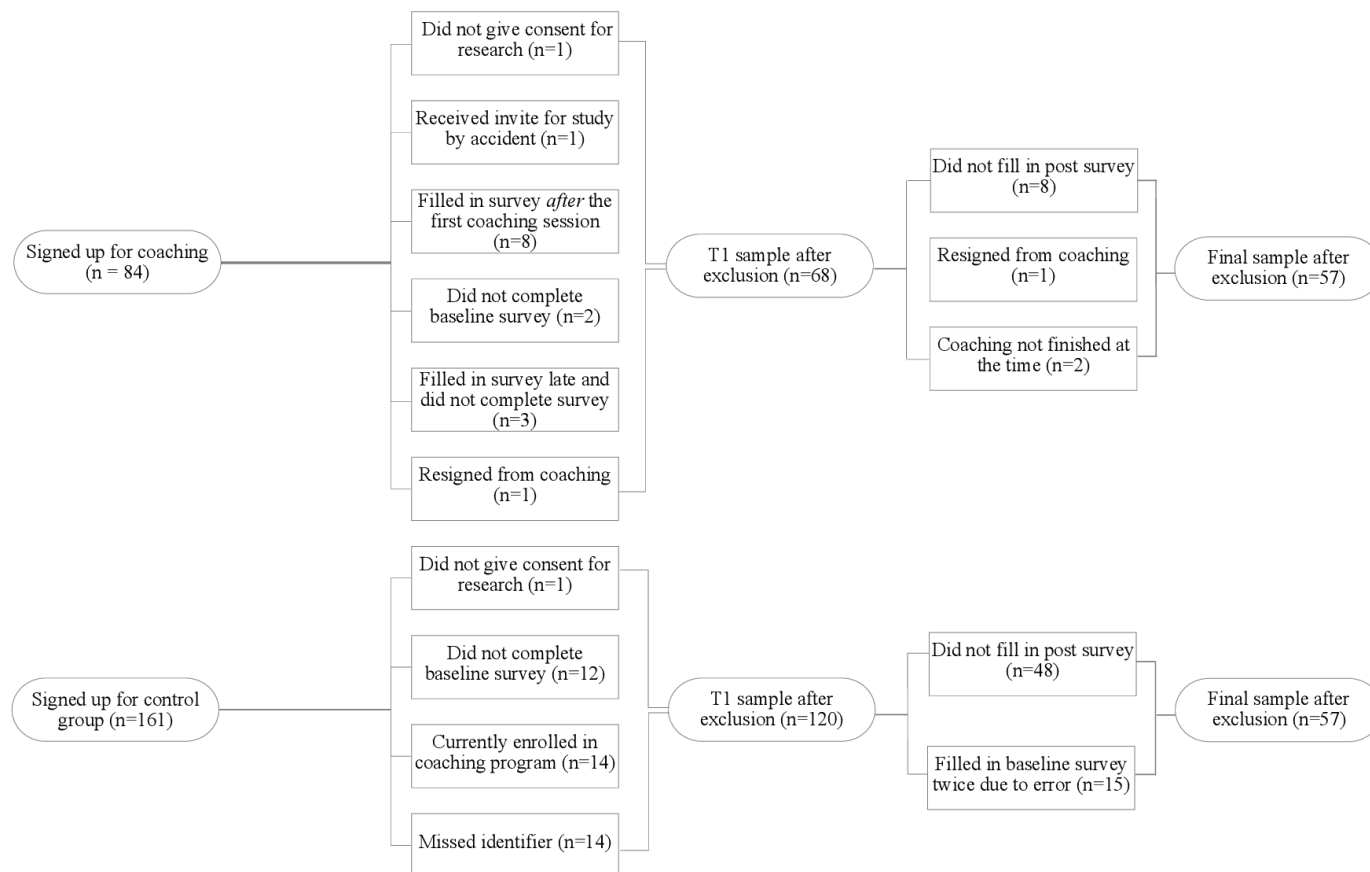 Signed up for coaching
(n = 84)
Did not give consent for
research (n=1)
Received invite for study
by accident (n=1)
Filled in survey after the
first coaching session
(n=8)
Did not complete
baseline survey (n=2)
Filled in survey late and
did not complete survey
(n=3)
Resigned from coaching
(n=1)
T1 sample after
exclusion (n=68)
Did not fill in post survey
(n=8)
Resigned from coaching
(n=1)
Coaching not finished at
the time (n=2)
Final sample after
exclusion (n=57)
Signed up for control
group (n=161)
Did not give consent for
research (n=1)
Did not complete
baseline survey (n=12)
Currently enrolled in
coaching program (n=14)
Missed identifier (n=14)
T1 sample after
exclusion (n=120)
Did not fill in post survey
(n=48)
Filled in baseline survey
twice due to error (n=15)
Final sample after
exclusion (n=57)